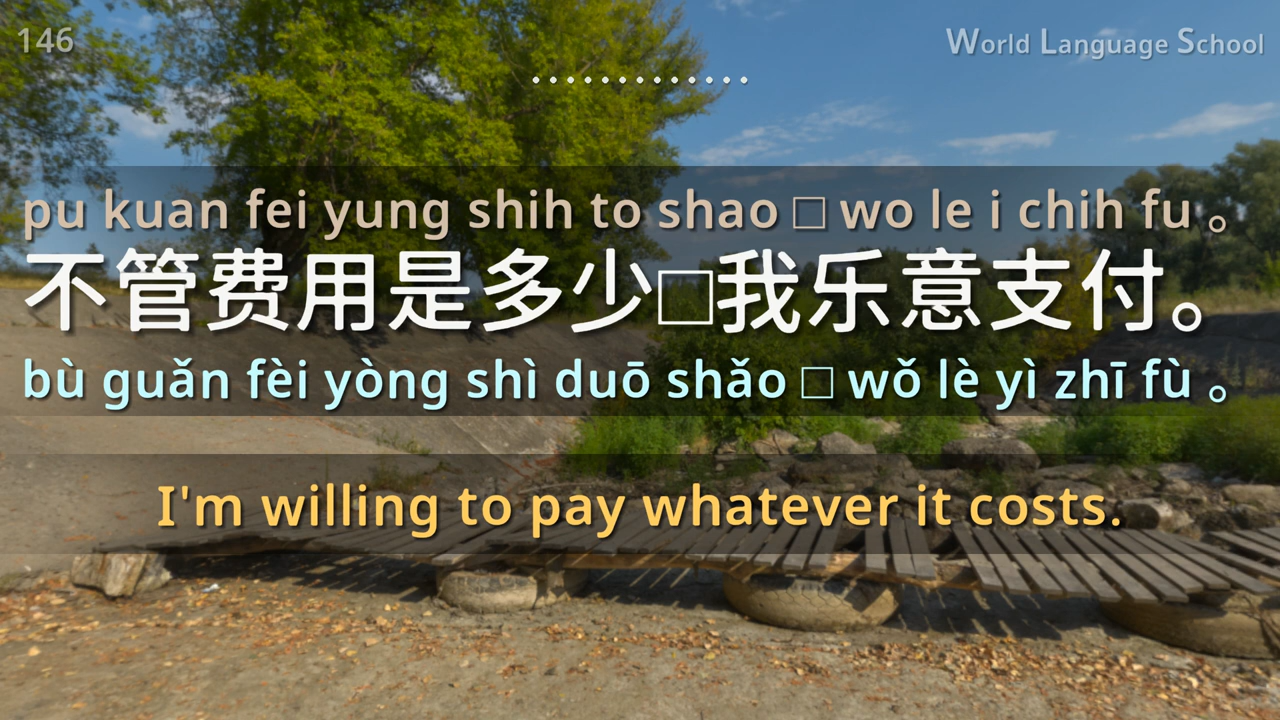 146
World Language School
.............
pu kuan fei yung shih to shao □ wo le i chih fu 。
不管费用是多少□我乐意支付。
bù guǎn fèi yòng shì duō shǎo □ wǒ lè yì zhī fù 。
I'm willing to pay whatever it costs.